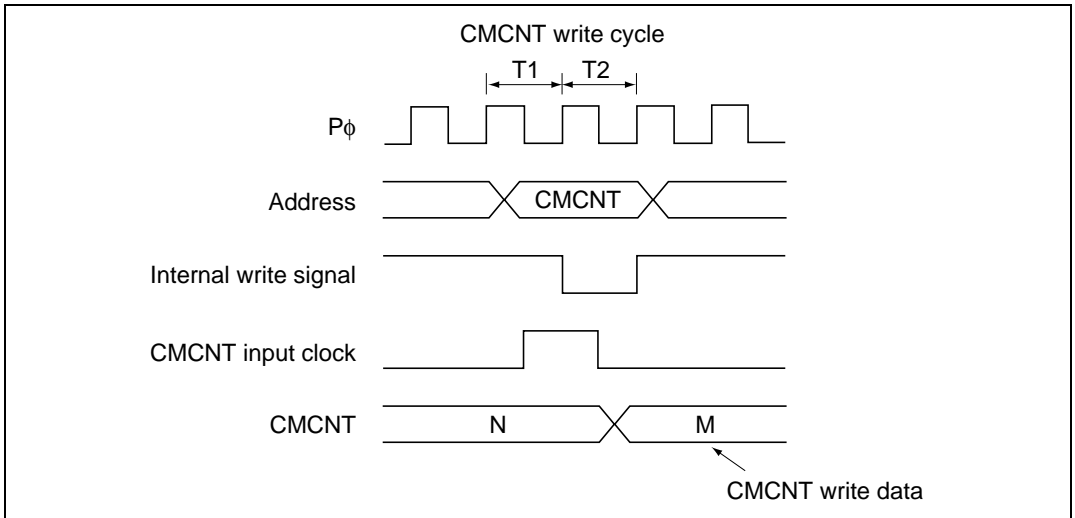 CMCNT write cycle
T1 T2
Pϕ
Address CMCNT
Internal write signal
CMCNT input clock
CMCNT N M
CMCNT write data